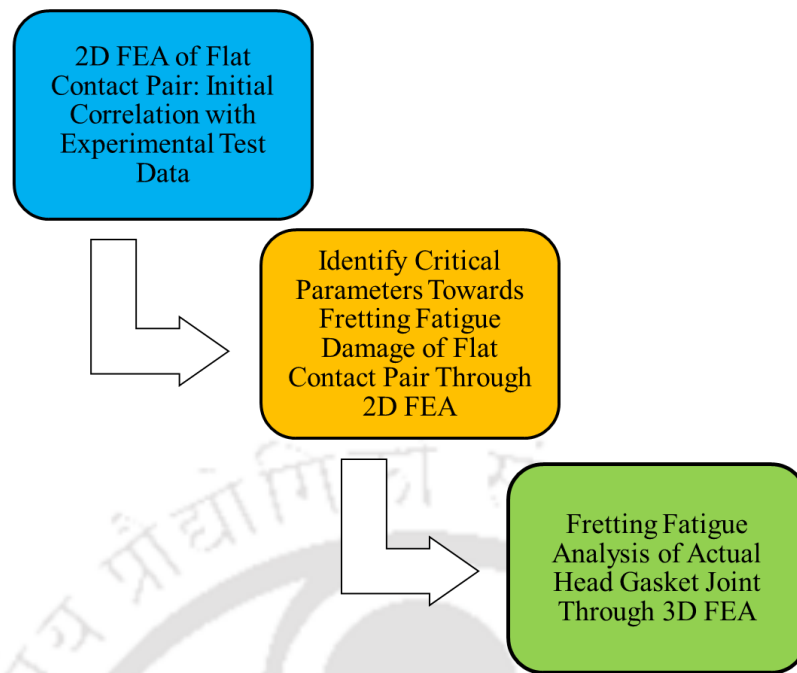 2D FEA of Flat
Contact Pair: Initial
Correlation with
Experimental Test
Data
Identify Critical
Parameters Towards
Fretting Fatigue
Damage of Flat
Contact Pair Through
2D FEA
Fretting Fatigue
Analysis of Actual
Head Gasket Joint
Through 3D FEA
प्रौद्योगिकी